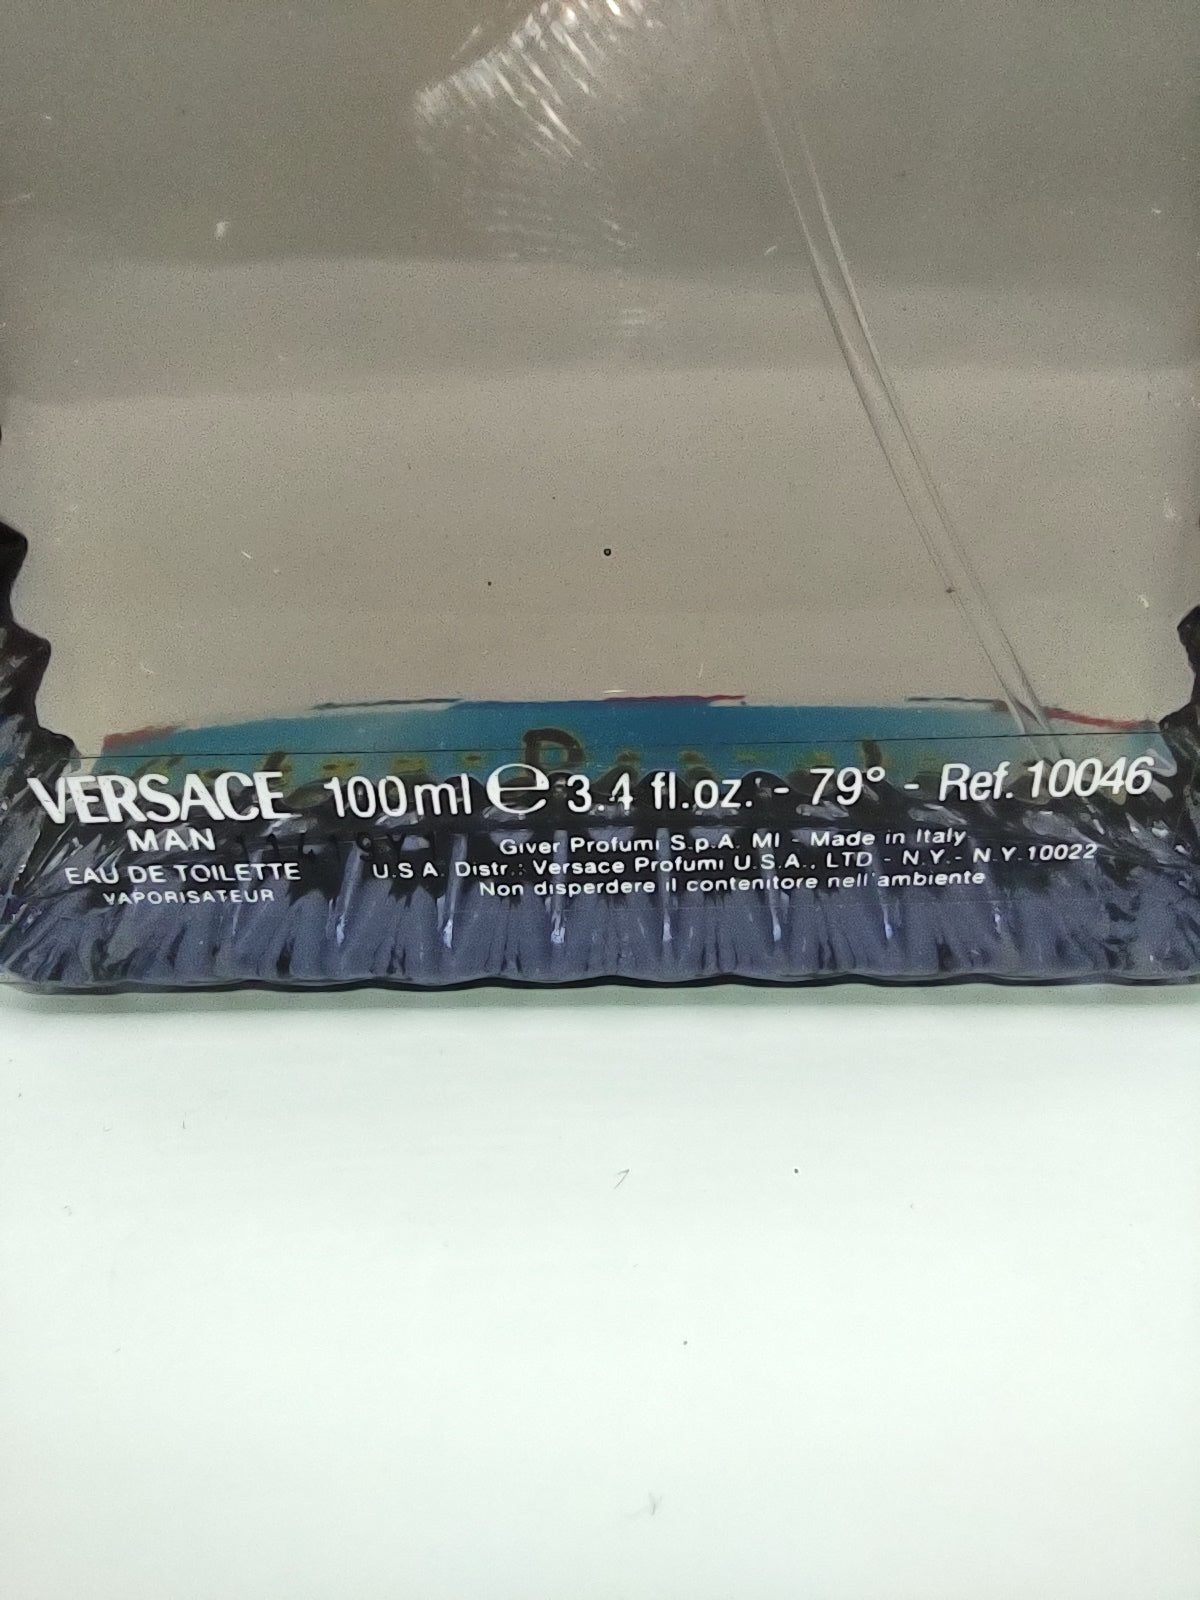 VERSACE 100ml ℮ 3.4 fl.oz. - 79° - Ref. 10046
MAN
EAU DE TOILETTE
VAPORISATEUR
Giver Profumi S.p.A. MI - Made in Italy
U.S.A. Distr.: Versace Profumi U.S.A., LTD - N.Y. - N.Y. 10022
Non disperdere il contenitore nell'ambiente